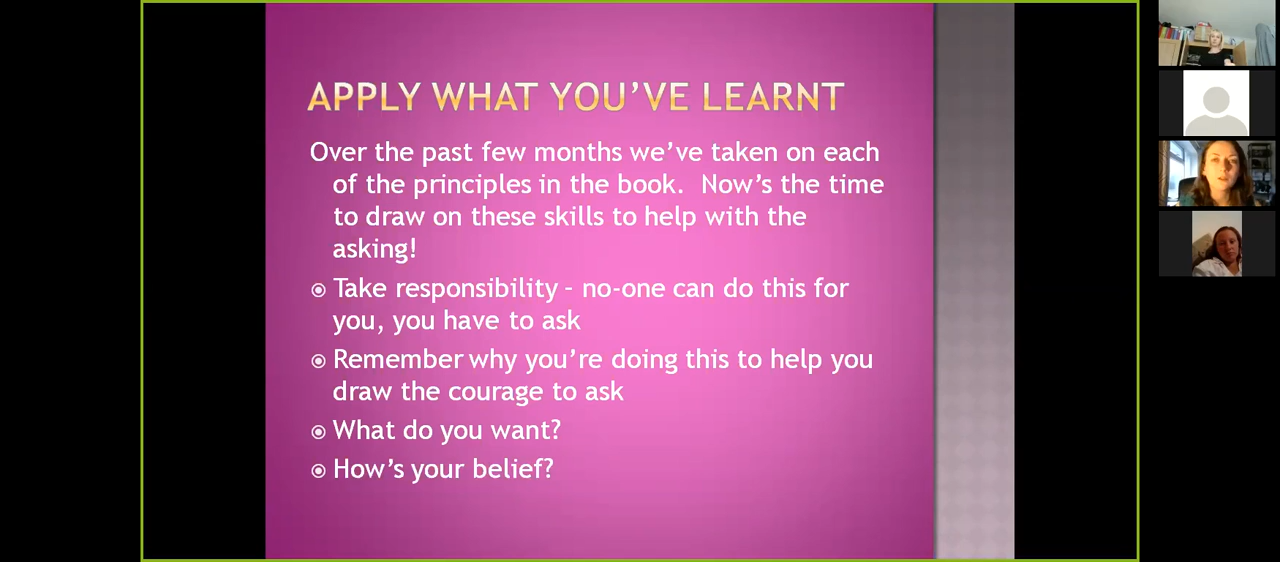 APPLY WHAT YOU'VE LEARNT
Over the past few months we've taken on each
of the principles in the book.  Now's the time
to draw on these skills to help with the
asking!
Take responsibility – no-one can do this for
you, you have to ask
Remember why you're doing this to help you
draw the courage to ask
What do you want?
How's your belief?